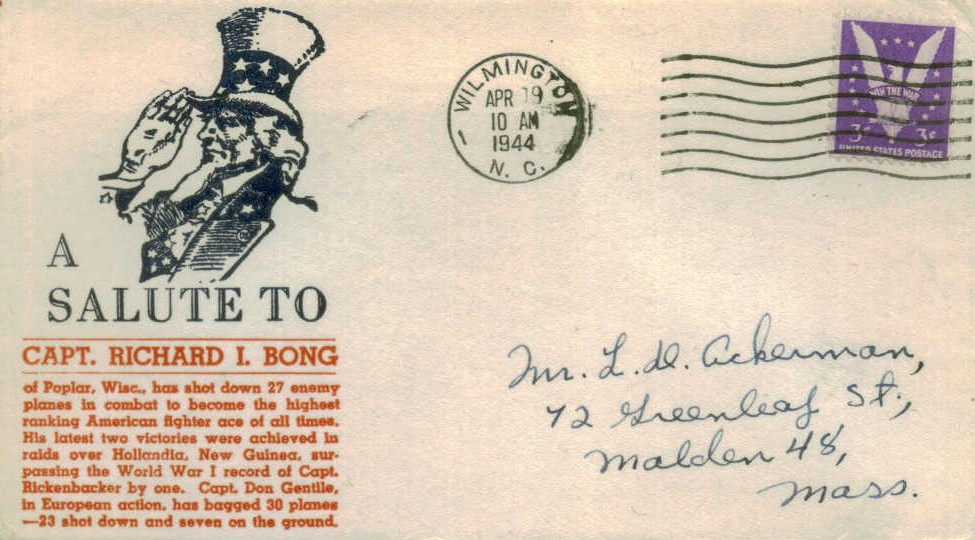 A
SALUTE TO
CAPT. RICHARD I. BONG
of Poplar, Wisc., has shot down 27 enemy
planes in combat to become the highest
ranking American fighter ace of all times.
His latest two victories were achieved in
raids over Hollandia, New Guinea, sur-
passing the World War I record of Capt.
Rickenbacker by one. Capt. Don Gentile,
in European action, has bagged 30 planes
—23 shot down and seven on the ground.
WILMINGTON
APR 19
10 AM
1944
N. C.
WIN THE WAR
3¢ 3¢
UNITED STATES POSTAGE
Mr. L. D. Ackerman,
72 Greenleaf St.,
Malden 48,
Mass.